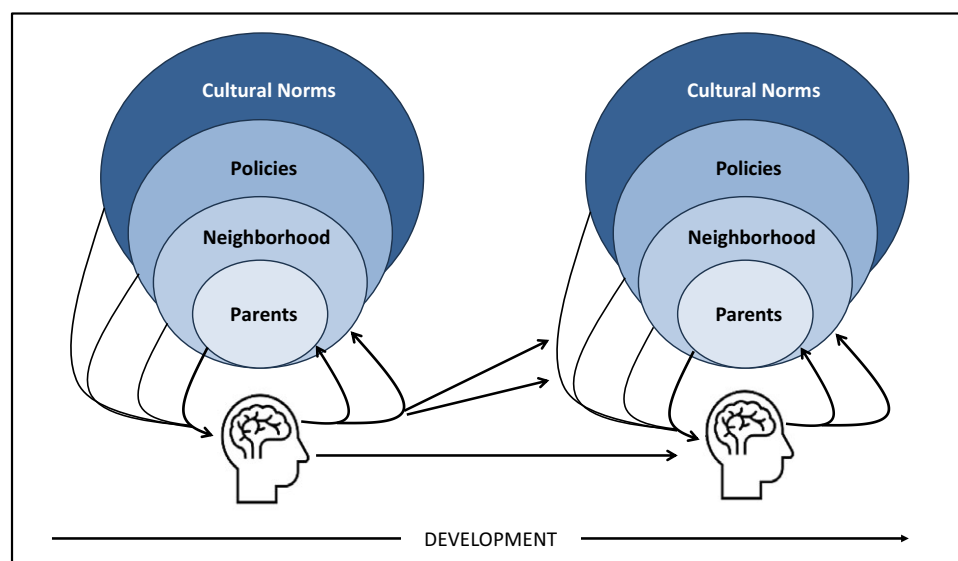 Cultural Norms
Policies
Neighborhood
Parents
Cultural Norms
Policies
Neighborhood
Parents
DEVELOPMENT